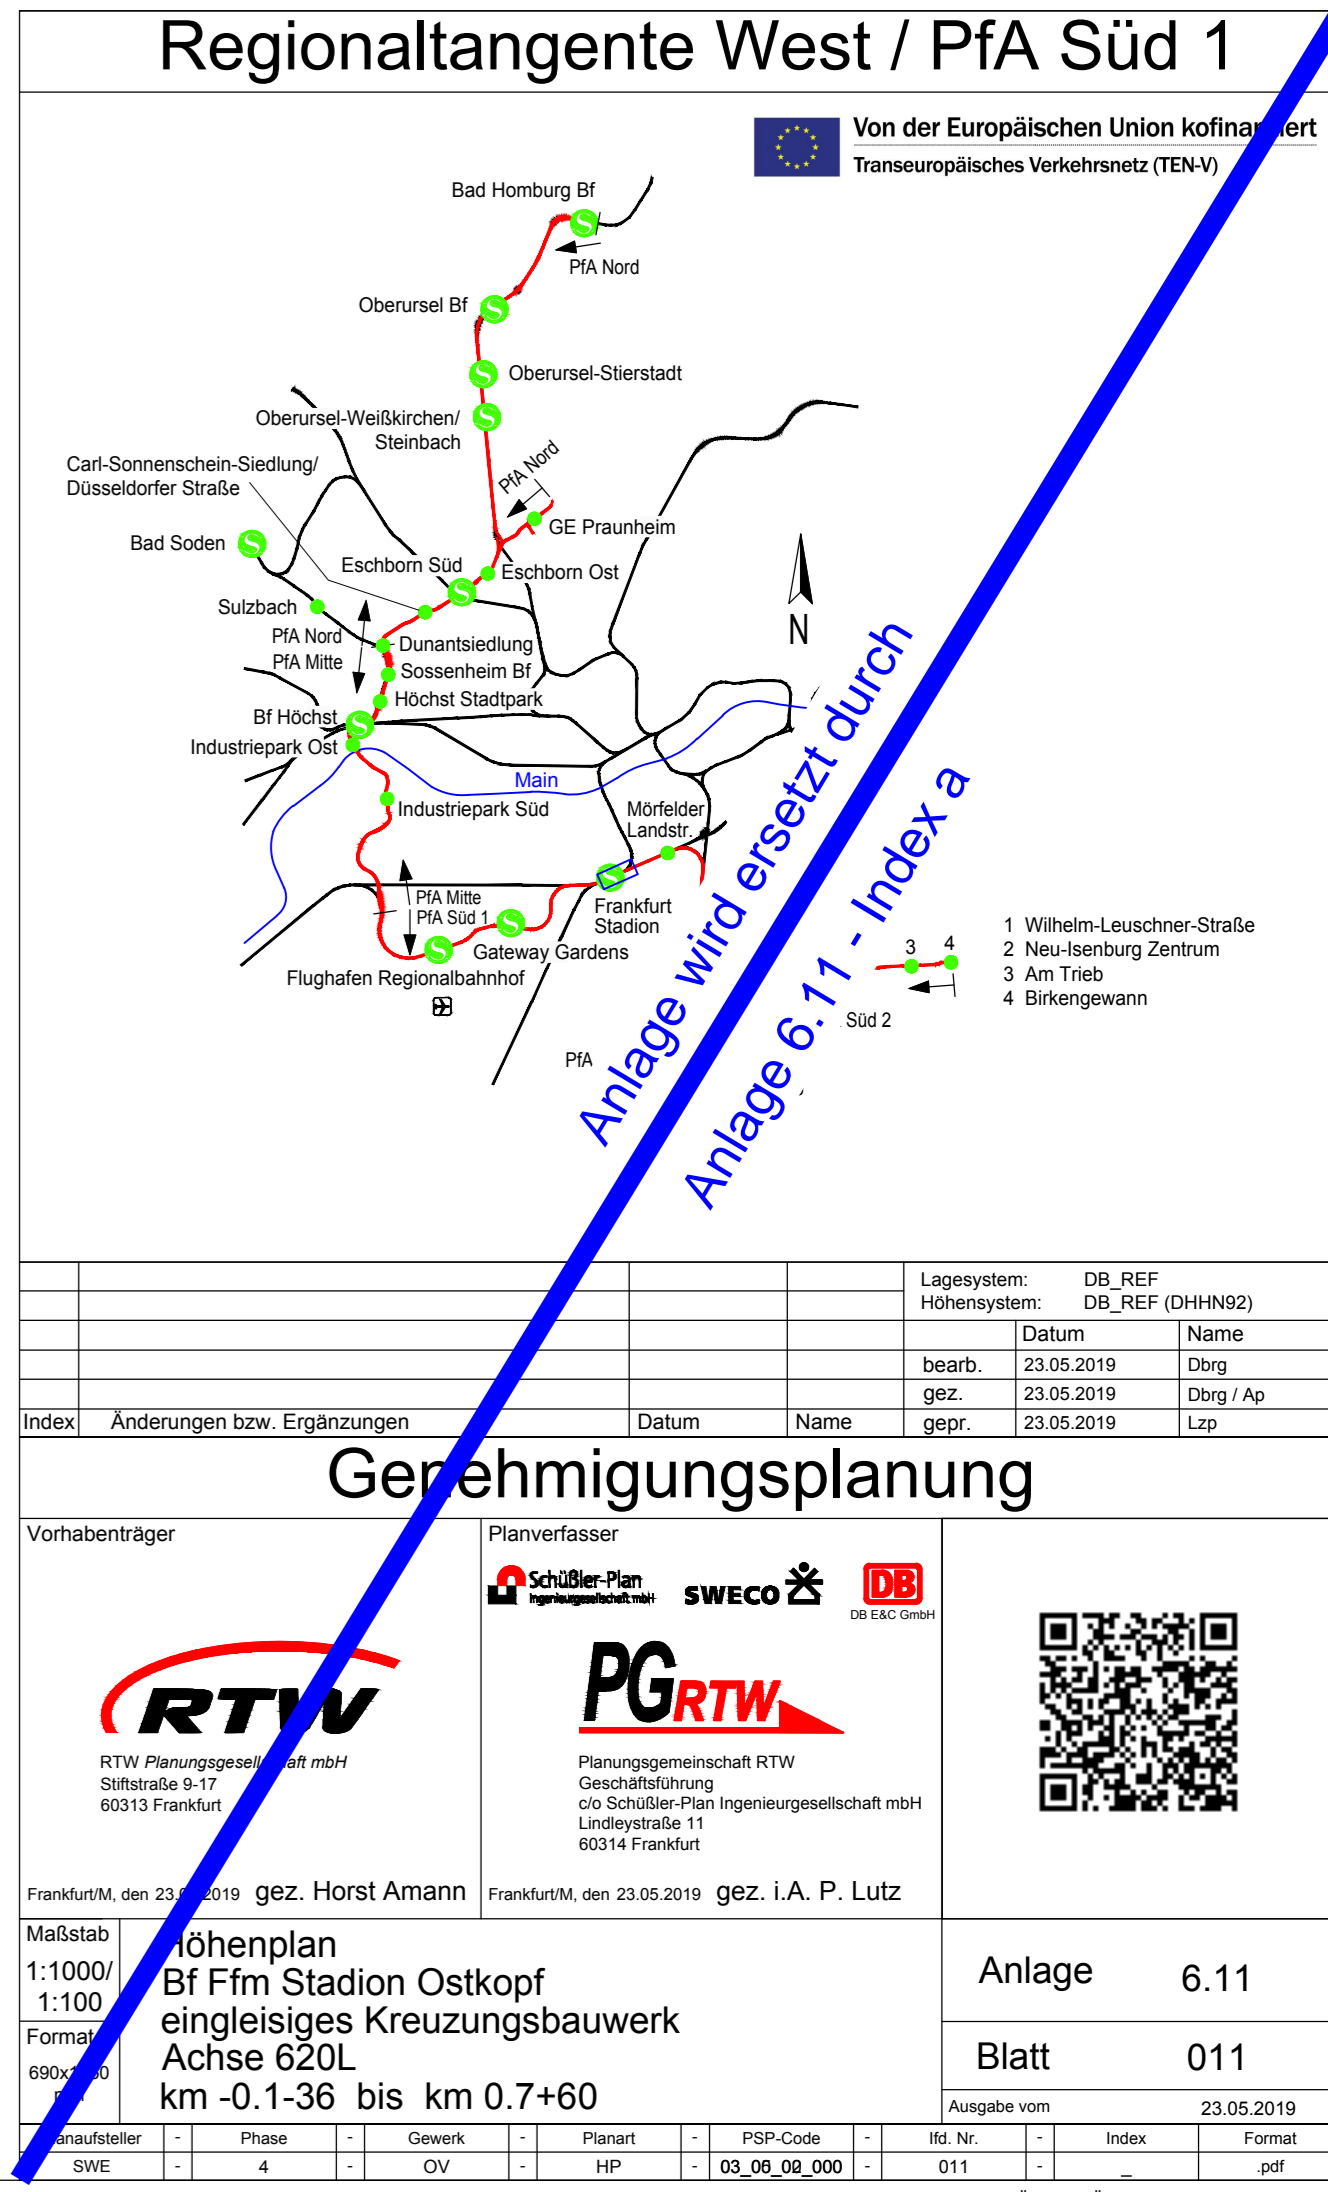 Regionaltangente West / PfA Süd 1
Von der Europäischen Union kofinanziert
Transeuropäisches Verkehrsnetz (TEN-V)
Bad Homburg Bf
PfA Nord
Oberursel Bf
Oberursel-Stierstadt
Oberursel-Weißkirchen/
Steinbach
Carl-Sonnenschein-Siedlung/
Düsseldorfer Straße
PfA Nord
GE Praunheim
Bad Soden
Eschborn Süd
Eschborn Ost
Sulzbach
PfA Nord
PfA Mitte
Dunantsiedlung
Sossenheim Bf
Höchst Stadtpark
N
Bf Höchst
Industriepark Ost
Main
Industriepark Süd
Mörfelder
Landstr.
PfA Mitte
PfA Süd 1
Frankfurt
Stadion
Gateway Gardens
Flughafen Regionalbahnhof
PfA
Süd 2
3 4
1 Wilhelm-Leuschner-Straße
2 Neu-Isenburg Zentrum
3 Am Trieb
4 Birkengewann
Anlage wird ersetzt durch
Anlage 6.11 - Index a
Lagesystem: DB_REF
Höhensystem: DB_REF (DHHN92)
Datum Name
bearb. 23.05.2019 Dbrg
gez. 23.05.2019 Dbrg / Ap
Index Änderungen bzw. Ergänzungen Datum Name gepr. 23.05.2019 Lzp
Genehmigungsplanung
Vorhabenträger
RTW
RTW Planungsgesellschaft mbH
Stiftstraße 9-17
60313 Frankfurt
Frankfurt/M, den 23.05.2019 gez. Horst Amann
Planverfasser
Schüßler-Plan
Ingenieurgesellschaft mbH
SWECO
DB
DB E&C GmbH
PG RTW
Planungsgemeinschaft RTW
Geschäftsführung
c/o Schüßler-Plan Ingenieurgesellschaft mbH
Lindleystraße 11
60314 Frankfurt
Frankfurt/M, den 23.05.2019 gez. i.A. P. Lutz
Maßstab
1:1000/
1:100
Format
Höhenplan
Bf Ffm Stadion Ostkopf
eingleisiges Kreuzungsbauwerk
Achse 620L
km -0.1-36 bis km 0.7+60
Anlage 6.11
Blatt 011
Ausgabe vom 23.05.2019
Planaufsteller - Phase - Gewerk - Planart - PSP-Code - lfd. Nr. - Index Format
SWE - 4 - OV - HP - - 011 - _ .pdf